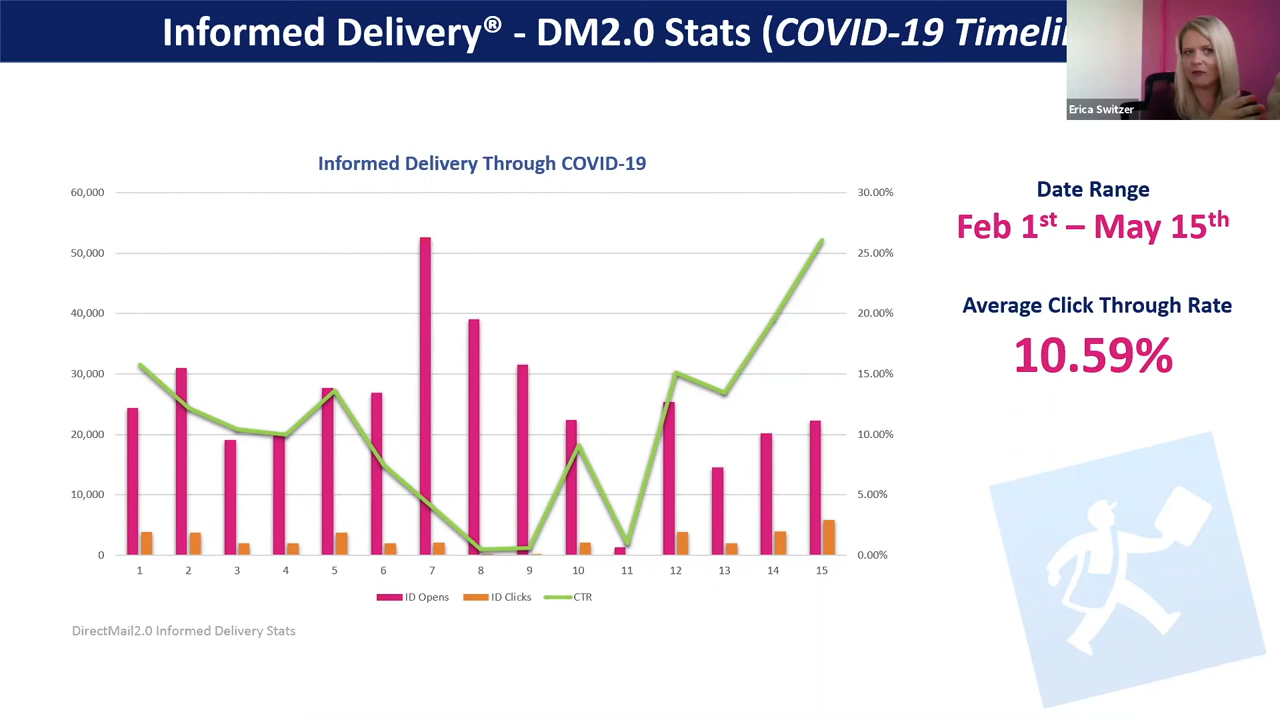 Informed Delivery® - DM2.0 Stats (COVID-19 Timelin
Erica Switzer
Informed Delivery Through COVID-19
60,000
50,000
40,000
30,000
20,000
10,000
0
30.00%
25.00%
20.00%
15.00%
10.00%
5.00%
0.00%
1 2 3 4 5 6 7 8 9 10 11 12 13 14 15
ID Opens ID Clicks CTR
DirectMail2.0 Informed Delivery Stats
Date Range
Feb 1st – May 15th
Average Click Through Rate
10.59%